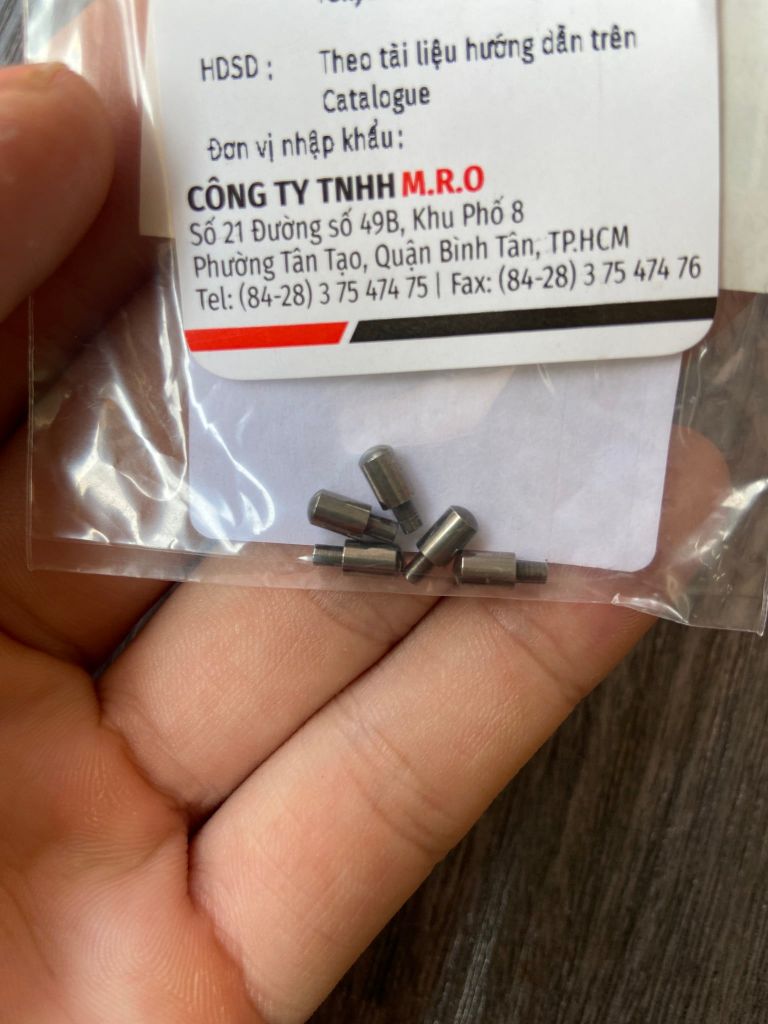 HDSD : Theo tài liệu hướng dẫn trên
Catalogue
Đơn vị nhập khẩu:
CÔNG TY TNHH M.R.O
Số 21 Đường số 49B, Khu Phố 8
Phường Tân Tạo, Quận Bình Tân, TP.HCM
Tel: (84-28) 3 75 474 75 | Fax: (84-28) 3 75 474 76